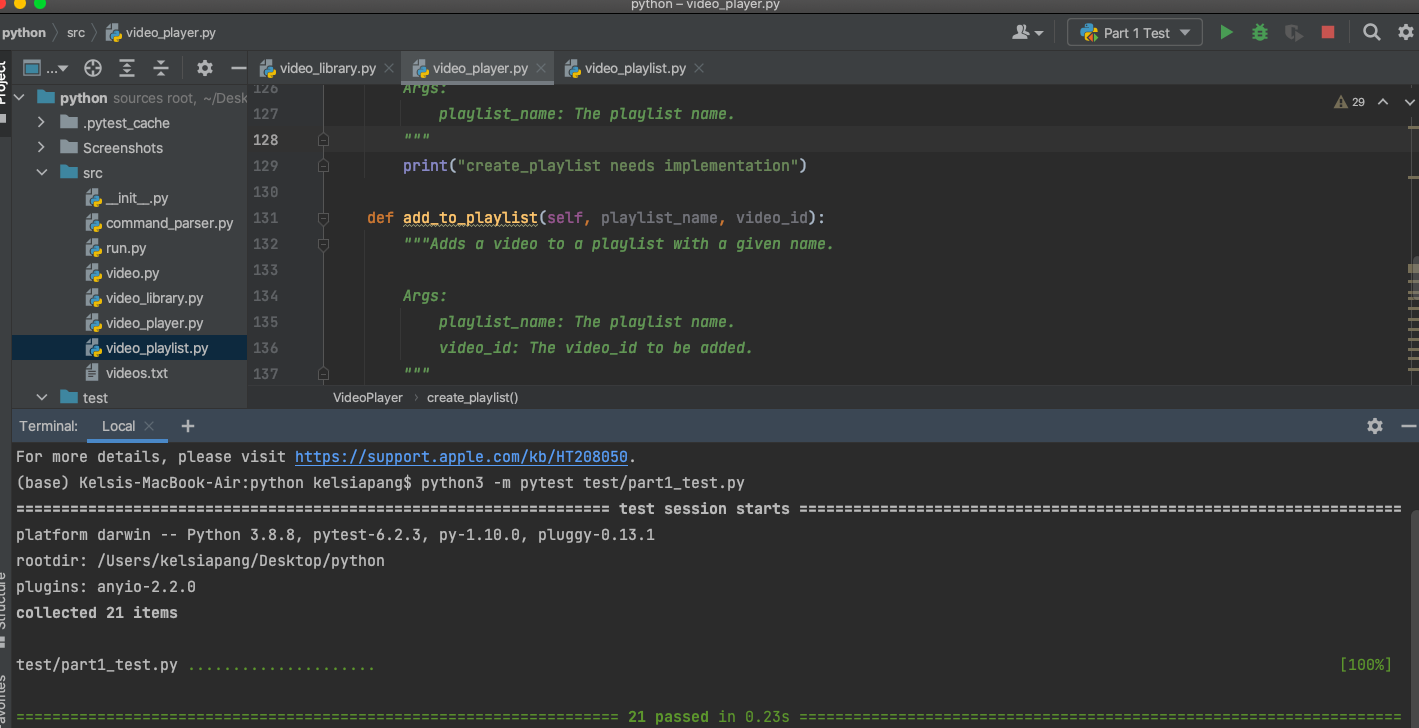 python – video_player.py
python src video_player.py
Part 1 Test
Project
...
video_library.py
video_player.py
video_playlist.py
python sources root, ~/Desk
.pytest_cache
Screenshots
src
__init__.py
command_parser.py
run.py
video.py
video_library.py
video_player.py
video_playlist.py
videos.txt
test
29
126 Args:
127 playlist_name: The playlist name.
128 """
129 print("create_playlist needs implementation")
130
131 def add_to_playlist(self, playlist_name, video_id):
132 """Adds a video to a playlist with a given name.
133
134 Args:
135 playlist_name: The playlist name.
136 video_id: The video_id to be added.
137 """
VideoPlayer › create_playlist()
Terminal: Local
For more details, please visit https://support.apple.com/kb/HT208050.
(base) Kelsis-MacBook-Air:python kelsiapang$ python3 -m pytest test/part1_test.py
================================================================== test session starts ===================================================================
platform darwin -- Python 3.8.8, pytest-6.2.3, py-1.10.0, pluggy-0.13.1
rootdir: /Users/kelsiapang/Desktop/python
plugins: anyio-2.2.0
collected 21 items
test/part1_test.py ..................... [100%]
=================================================================== 21 passed in 0.23s ===================================================================
Structure
Favorites